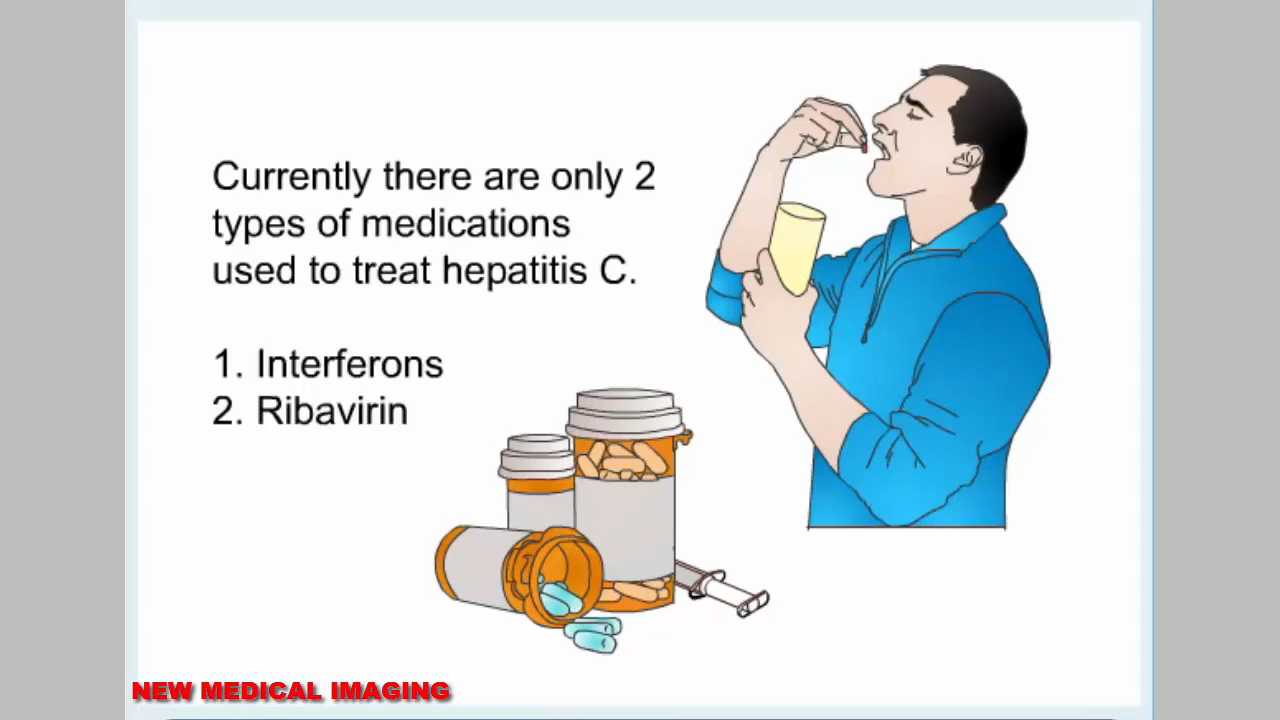 Currently there are only 2
types of medications
used to treat hepatitis C.
1. Interferons
2. Ribavirin
NEW MEDICAL IMAGING